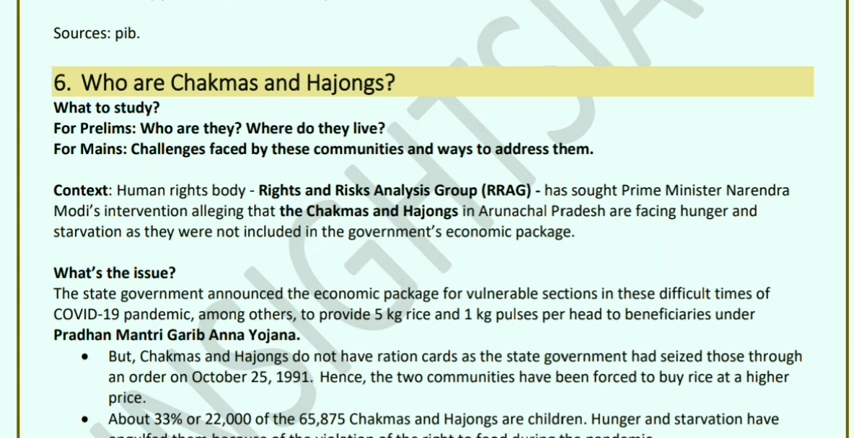 Sources: pib.
6. Who are Chakmas and Hajongs?
What to study?
For Prelims: Who are they? Where do they live?
For Mains: Challenges faced by these communities and ways to address them.
Context: Human rights body - Rights and Risks Analysis Group (RRAG) - has sought Prime Minister Narendra
Modi’s intervention alleging that the Chakmas and Hajongs in Arunachal Pradesh are facing hunger and
starvation as they were not included in the government’s economic package.
What’s the issue?
The state government announced the economic package for vulnerable sections in these difficult times of
COVID-19 pandemic, among others, to provide 5 kg rice and 1 kg pulses per head to beneficiaries under
Pradhan Mantri Garib Anna Yojana.
• But, Chakmas and Hajongs do not have ration cards as the state government had seized those through
an order on October 25, 1991. Hence, the two communities have been forced to buy rice at a higher
price.
• About 33% or 22,000 of the 65,875 Chakmas and Hajongs are children. Hunger and starvation have
INSIGHTSIA